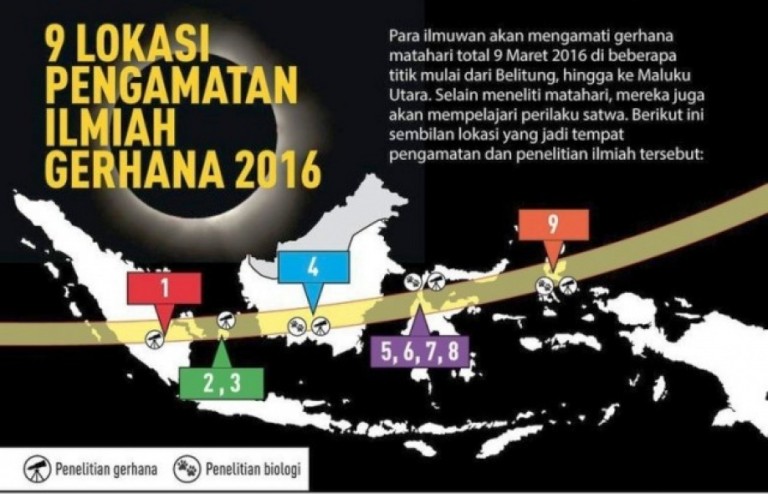 9 LOKASI
PENGAMATAN
ILMIAH
GERHANA 2016
Para ilmuwan akan mengamati gerhana
matahari total 9 Maret 2016 di beberapa
titik mulai dari Belitung, hingga ke Maluku
Utara. Selain meneliti matahari, mereka juga
akan mempelajari perilaku satwa. Berikut ini
sembilan lokasi yang jadi tempat
pengamatan dan penelitian ilmiah tersebut:
9
4
1
5, 6, 7, 8
2 , 3
Penelitian gerhana
Penelitian biologi